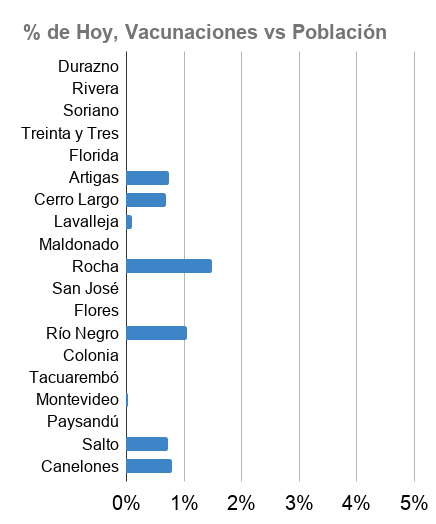 % de Hoy, Vacunaciones vs Población
Durazno
Rivera
Soriano
Treinta y Tres
Florida
Artigas
Cerro Largo
Lavalleja
Maldonado
Rocha
San José
Flores
Río Negro
Colonia
Tacuarembó
Montevideo
Paysandú
Salto
Canelones
0% 1% 2% 3% 4% 5%